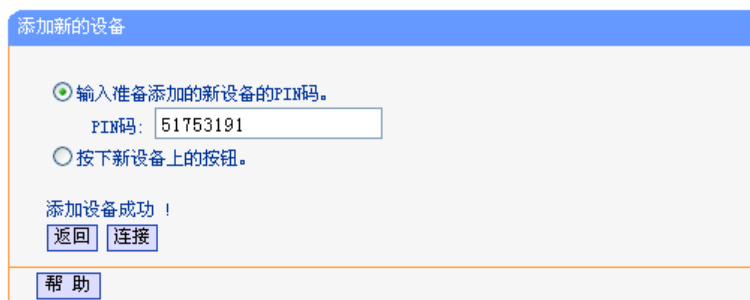 添加新的设备
输入准备添加的新设备的PIN码。
PIN码: 51753191
按下新设备上的按钮。
添加设备成功 !
返回 连接
帮 助